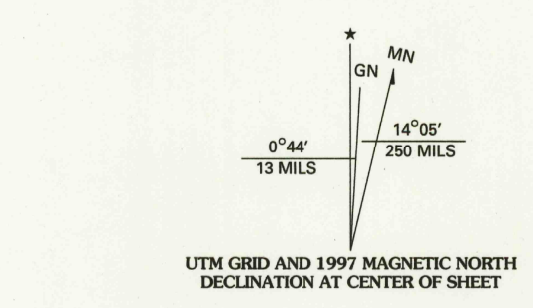 ★
MN
GN
14°05′
250 MILS
0°44′
13 MILS
UTM GRID AND 1997 MAGNETIC NORTH
DECLINATION AT CENTER OF SHEET